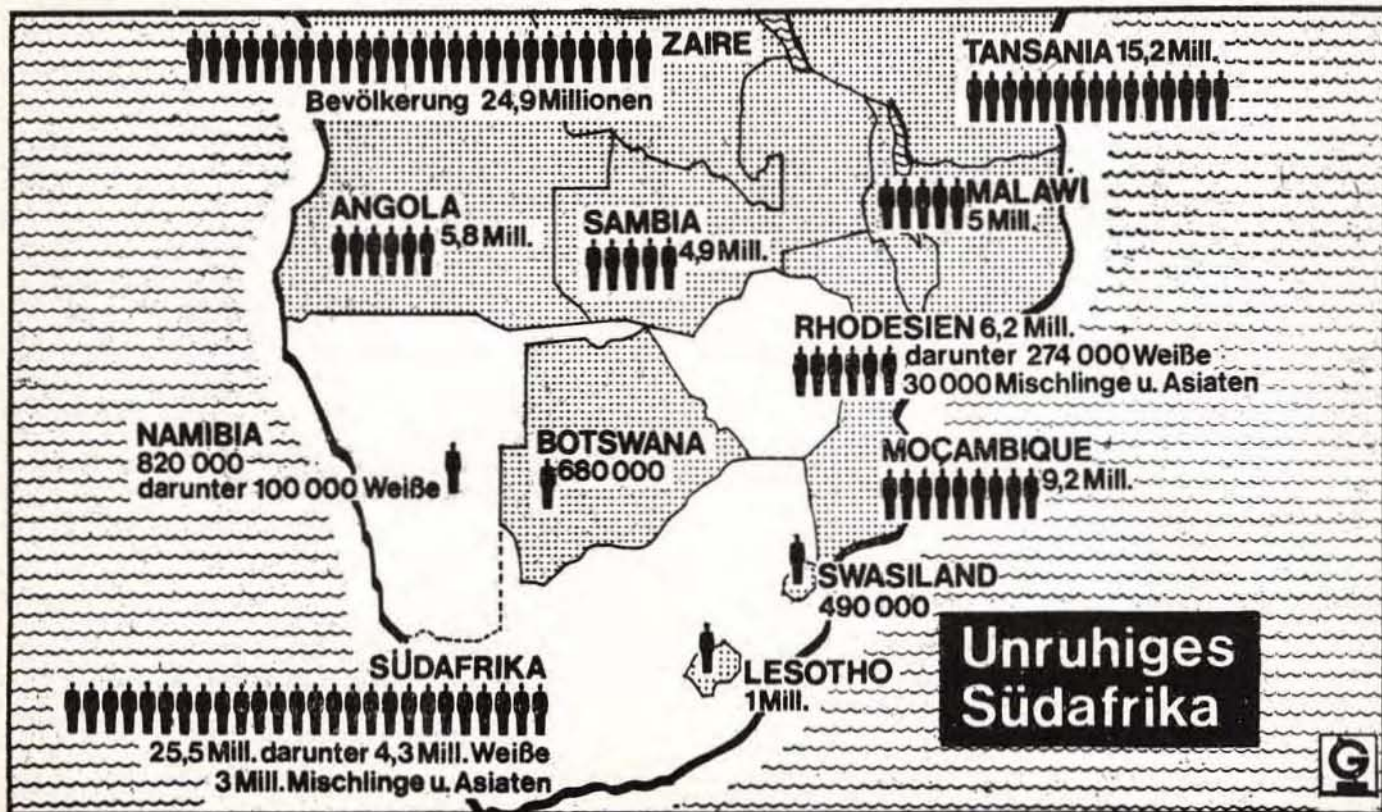 ZAIRE
Bevölkerung 24,9 Millionen
TANSANIA 15,2 Mill.
ANGOLA
5,8 Mill.
SAMBIA
4,9 Mill.
MALAWI
5 Mill.
RHODESIEN 6,2 Mill.
darunter 274 000 Weiße
30 000 Mischlinge u. Asiaten
NAMIBIA
820 000
darunter 100 000 Weiße
BOTSWANA
680 000
MOÇAMBIQUE
9,2 Mill.
SWASILAND
490 000
LESOTHO
1 Mill.
SÜDAFRIKA
25,5 Mill. darunter 4,3 Mill. Weiße
3 Mill. Mischlinge u. Asiaten
Unruhiges
Südafrika
G